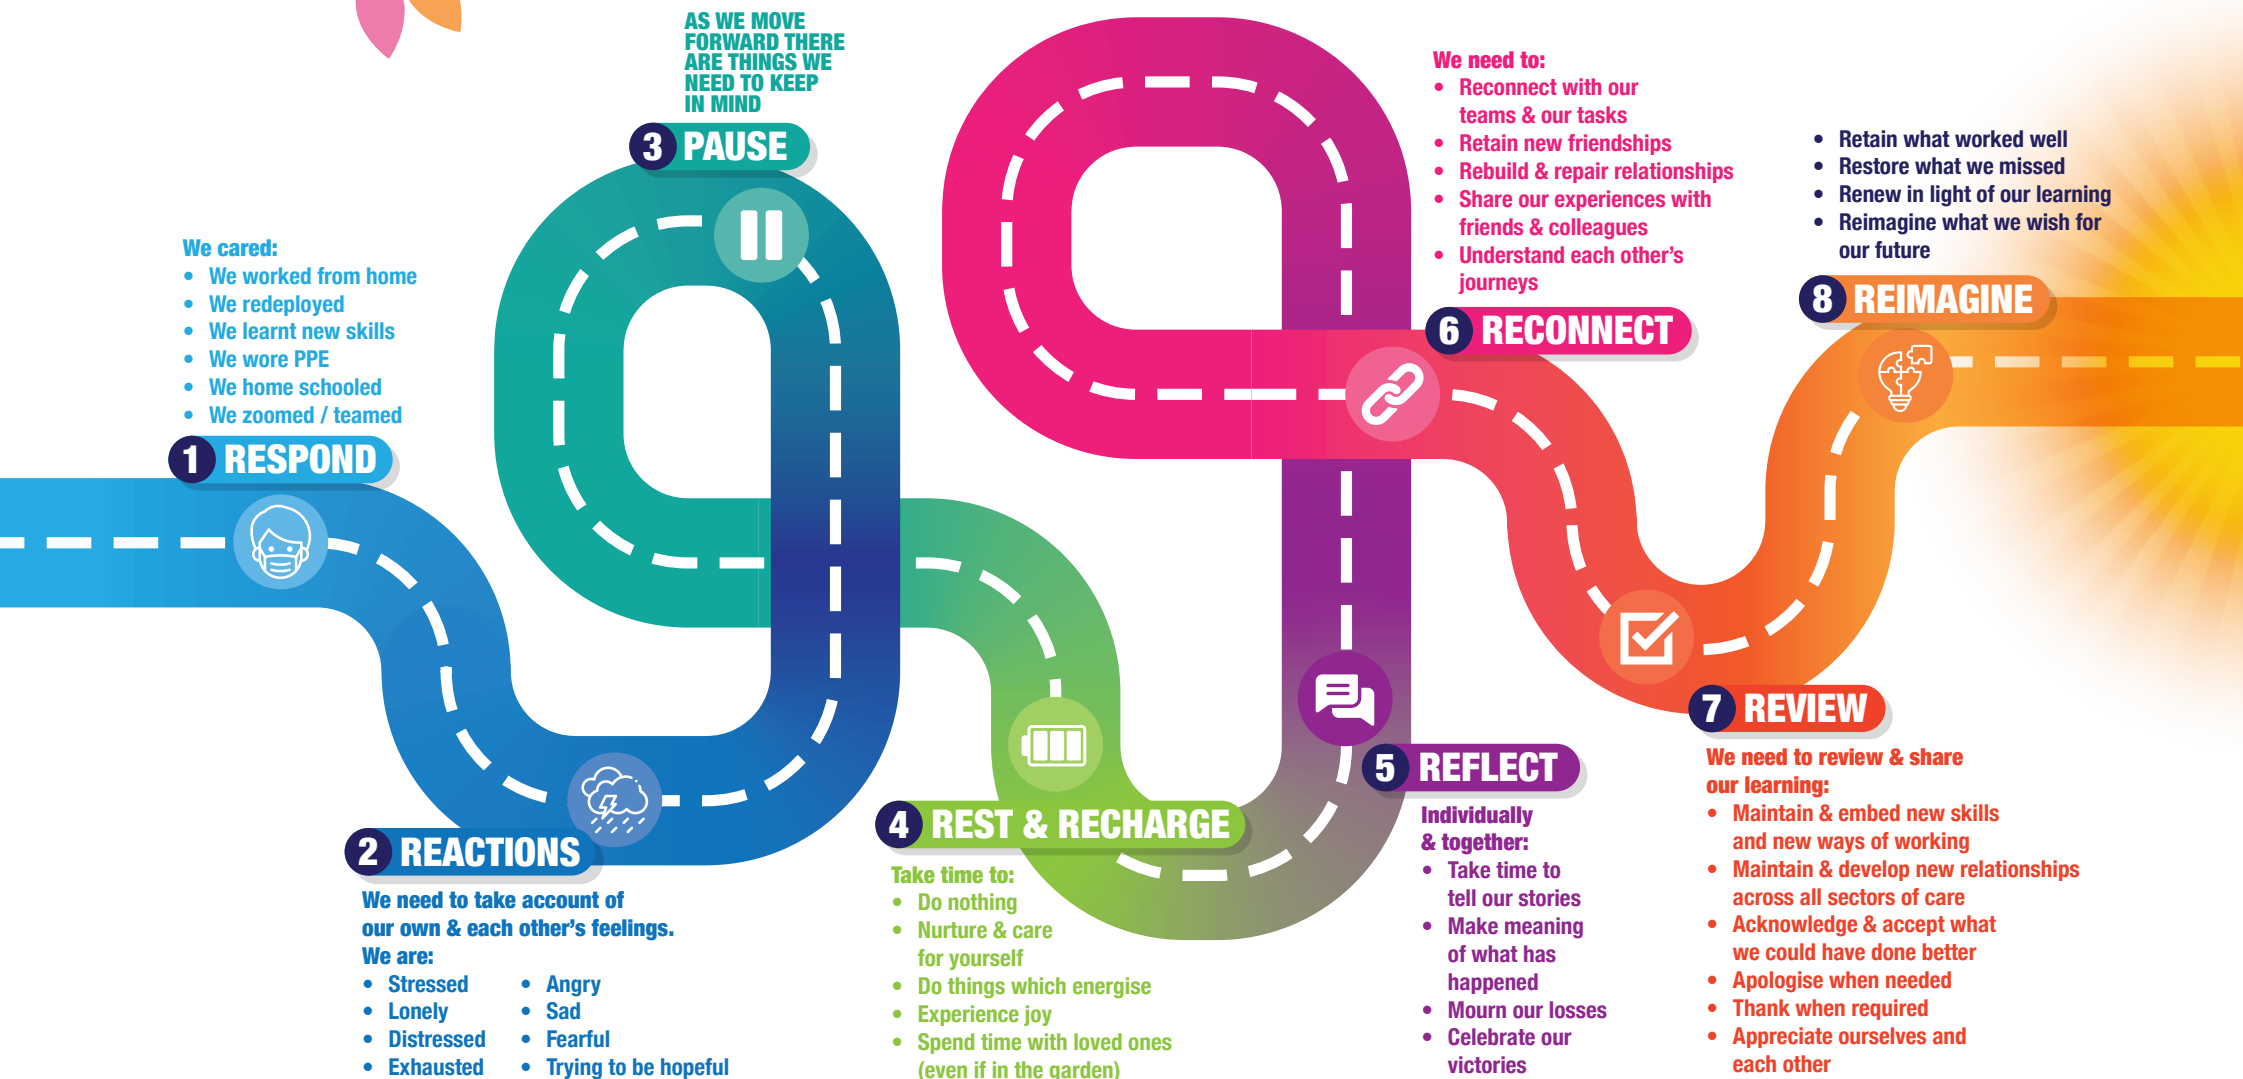 We cared:
• We worked from home
• We redeployed
• We learnt new skills
• We wore PPE
• We home schooled
• We zoomed / teamed
1 RESPOND
2 REACTIONS
We need to take account of
our own & each other's feelings.
We are:
• Stressed
• Lonely
• Distressed
• Exhausted
• Angry
• Sad
• Fearful
• Trying to be hopeful
AS WE MOVE
FORWARD THERE
ARE THINGS WE
NEED TO KEEP
IN MIND
3 PAUSE
4 REST & RECHARGE
Take time to:
• Do nothing
• Nurture & care
for yourself
• Do things which energise
• Experience joy
• Spend time with loved ones
(even if in the garden)
5 REFLECT
Individually
& together:
• Take time to
tell our stories
• Make meaning
of what has
happened
• Mourn our losses
• Celebrate our
victories
We need to:
• Reconnect with our
teams & our tasks
• Retain new friendships
• Rebuild & repair relationships
• Share our experiences with
friends & colleagues
• Understand each other's
journeys
6 RECONNECT
7 REVIEW
We need to review & share
our learning:
• Maintain & embed new skills
and new ways of working
• Maintain & develop new relationships
across all sectors of care
• Acknowledge & accept what
we could have done better
• Apologise when needed
• Thank when required
• Appreciate ourselves and
each other
• Retain what worked well
• Restore what we missed
• Renew in light of our learning
• Reimagine what we wish for
our future
8 REIMAGINE